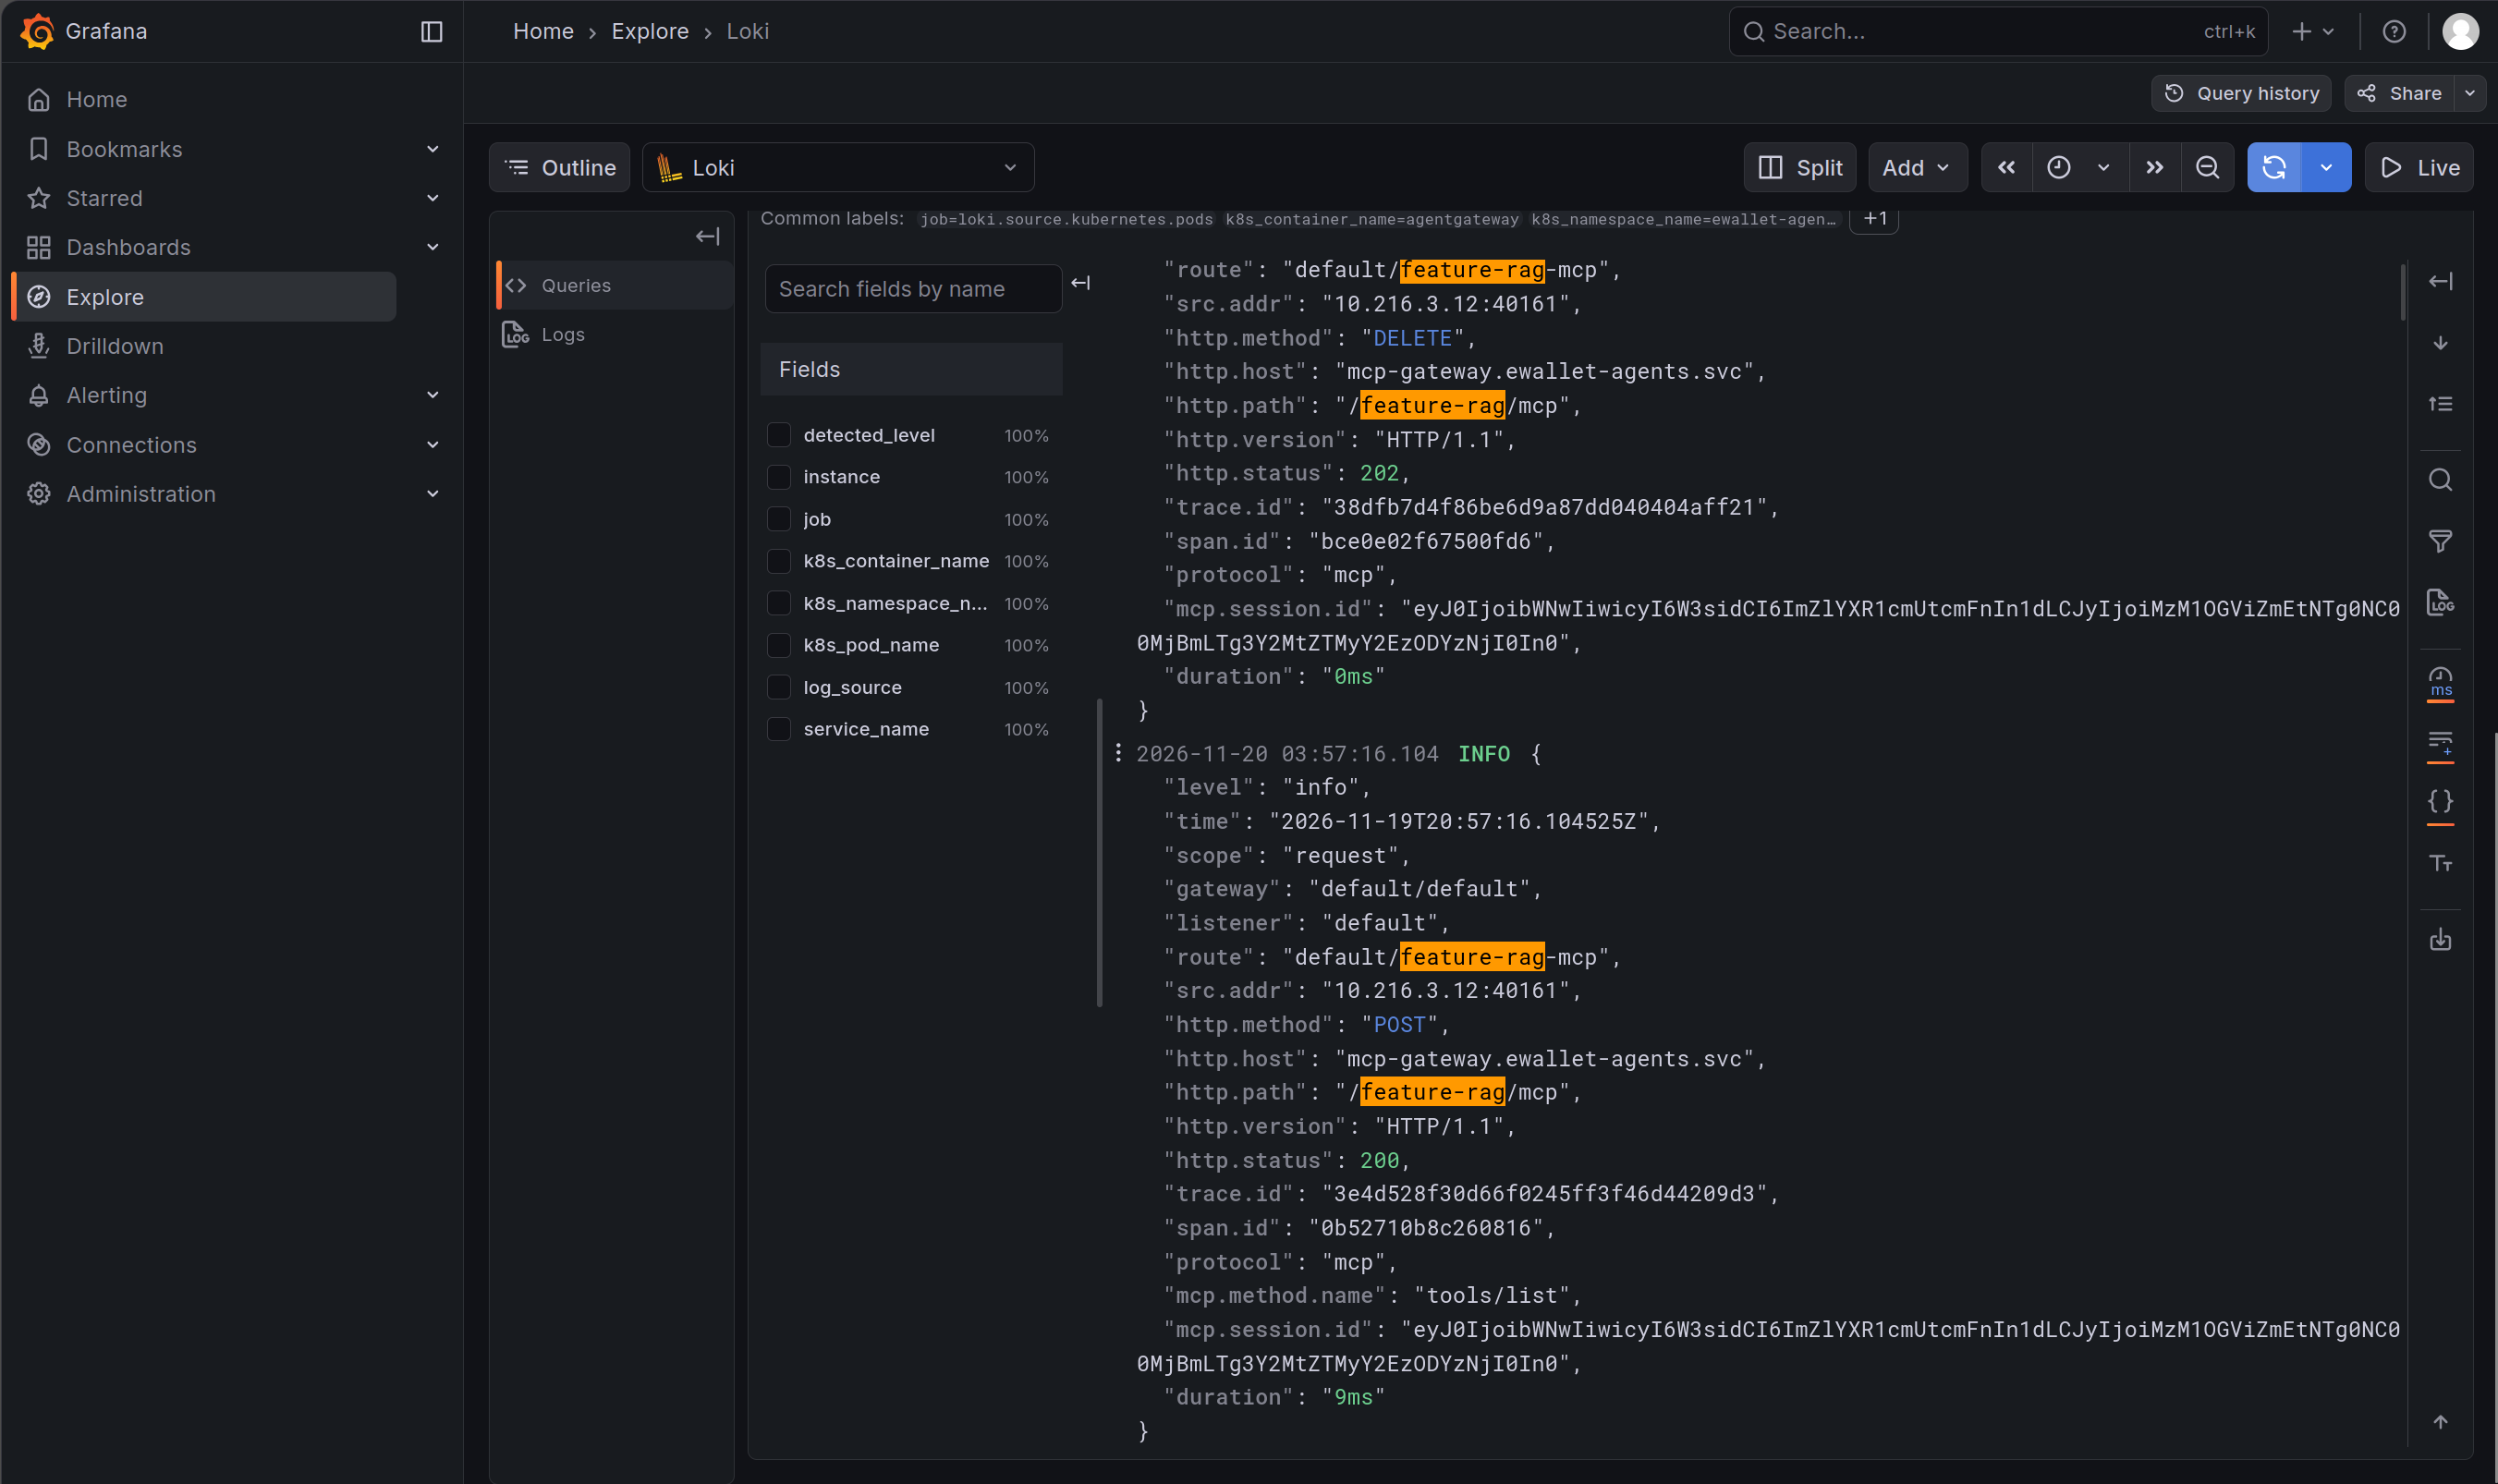 Grafana
Home › Explore › Loki
Search...
ctrl+k
Home
Bookmarks
Starred
Dashboards
Explore
Drilldown
Alerting
Connections
Administration
Query history
Share
Outline
Loki
Split
Add
Live
Queries
Logs
Common labels: job=loki.source.kubernetes.pods k8s_container_name=agentgateway k8s_namespace_name=ewallet-agen… +1
Search fields by name
Fields
detected_level 100%
instance 100%
job 100%
k8s_container_name 100%
k8s_namespace_n... 100%
k8s_pod_name 100%
log_source 100%
service_name 100%
"route": "default/feature-rag-mcp",
"src.addr": "10.216.3.12:40161",
"http.method": "DELETE",
"http.host": "mcp-gateway.ewallet-agents.svc",
"http.path": "/feature-rag/mcp",
"http.version": "HTTP/1.1",
"http.status": 202,
"trace.id": "38dfb7d4f86be6d9a87dd040404aff21",
"span.id": "bce0e02f67500fd6",
"protocol": "mcp",
"mcp.session.id": "eyJ0IjoibWNwIiwicyI6W3sidCI6ImZlYXR1cmUtcmFnIn1dLCJyIjoiMzM1OGViZmEtNTg0NC0
0MjBmLTg3Y2MtZTMyY2EzODYzNjI0In0",
"duration": "0ms"
}
2026-11-20 03:57:16.104 INFO {
"level": "info",
"time": "2026-11-19T20:57:16.104525Z",
"scope": "request",
"gateway": "default/default",
"listener": "default",
"route": "default/feature-rag-mcp",
"src.addr": "10.216.3.12:40161",
"http.method": "POST",
"http.host": "mcp-gateway.ewallet-agents.svc",
"http.path": "/feature-rag/mcp",
"http.version": "HTTP/1.1",
"http.status": 200,
"trace.id": "3e4d528f30d66f0245ff3f46d44209d3",
"span.id": "0b52710b8c260816",
"protocol": "mcp",
"mcp.method.name": "tools/list",
"mcp.session.id": "eyJ0IjoibWNwIiwicyI6W3sidCI6ImZlYXR1cmUtcmFnIn1dLCJyIjoiMzM1OGViZmEtNTg0NC0
0MjBmLTg3Y2MtZTMyY2EzODYzNjI0In0",
"duration": "9ms"
}
LOG
LOG
ms